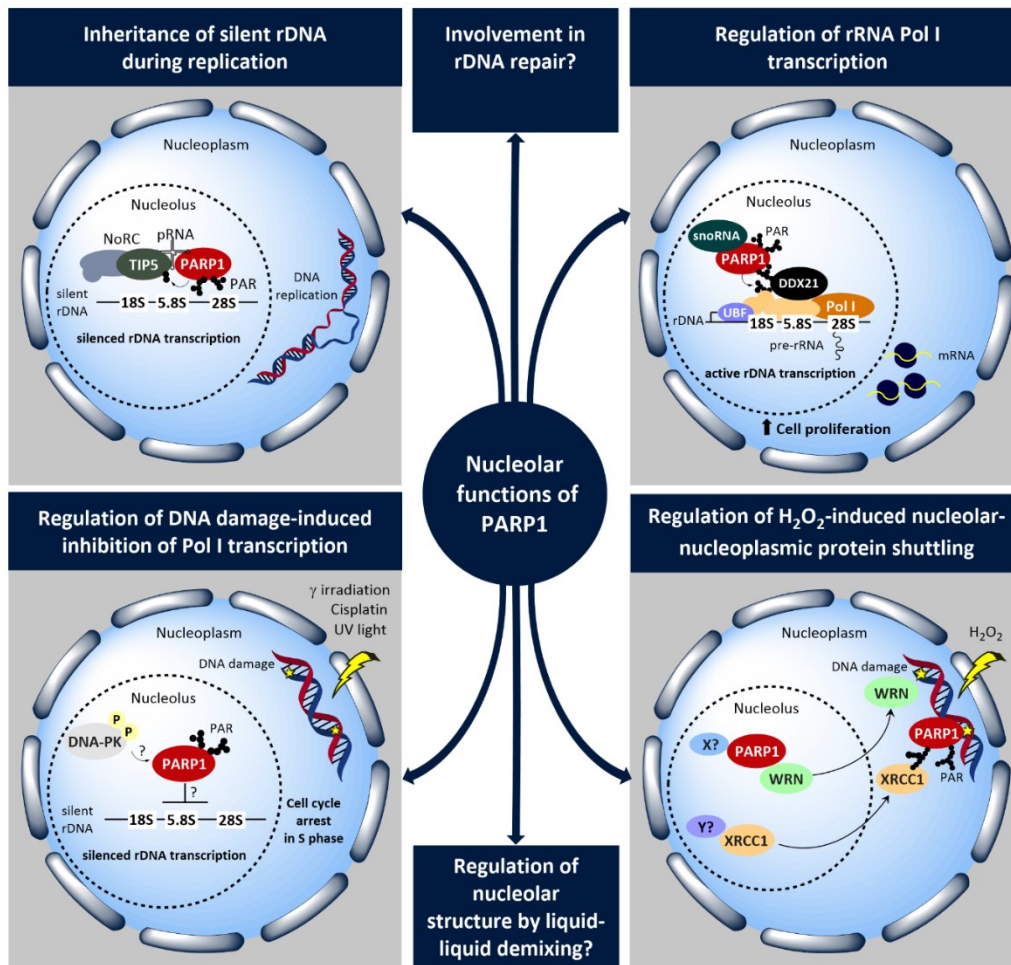 Inheritance of silent rDNA
during replication
Nucleoplasm
Nucleolus
NoRC
pRNA
TIP5
PARP1
PAR
silent
rDNA
18S 5.8S 28S
silenced rDNA transcription
DNA
replication
Involvement in
rDNA repair?
Regulation of rRNA Pol I
transcription
Nucleoplasm
Nucleolus
snoRNA
PAR
PARP1
DDX21
UBF
Pol I
rDNA
18S 5.8S 28S
pre-rRNA
active rDNA transcription
mRNA
Cell proliferation
Nucleolar
functions of
PARP1
Regulation of DNA damage-induced
inhibition of Pol I transcription
γ irradiation
Cisplatin
UV light
Nucleoplasm
DNA damage
Nucleolus
P
P
DNA-PK
?
PAR
PARP1
?
silent
rDNA
18S 5.8S 28S
silenced rDNA transcription
Cell cycle
arrest
in S phase
Regulation of
nucleolar
structure by liquid-
liquid demixing?
Regulation of H₂O₂-induced nucleolar-
nucleoplasmic protein shuttling
H₂O₂
Nucleoplasm
DNA damage
WRN
Nucleolus
X?
PARP1
WRN
PARP1
XRCC1
PAR
Y?
XRCC1